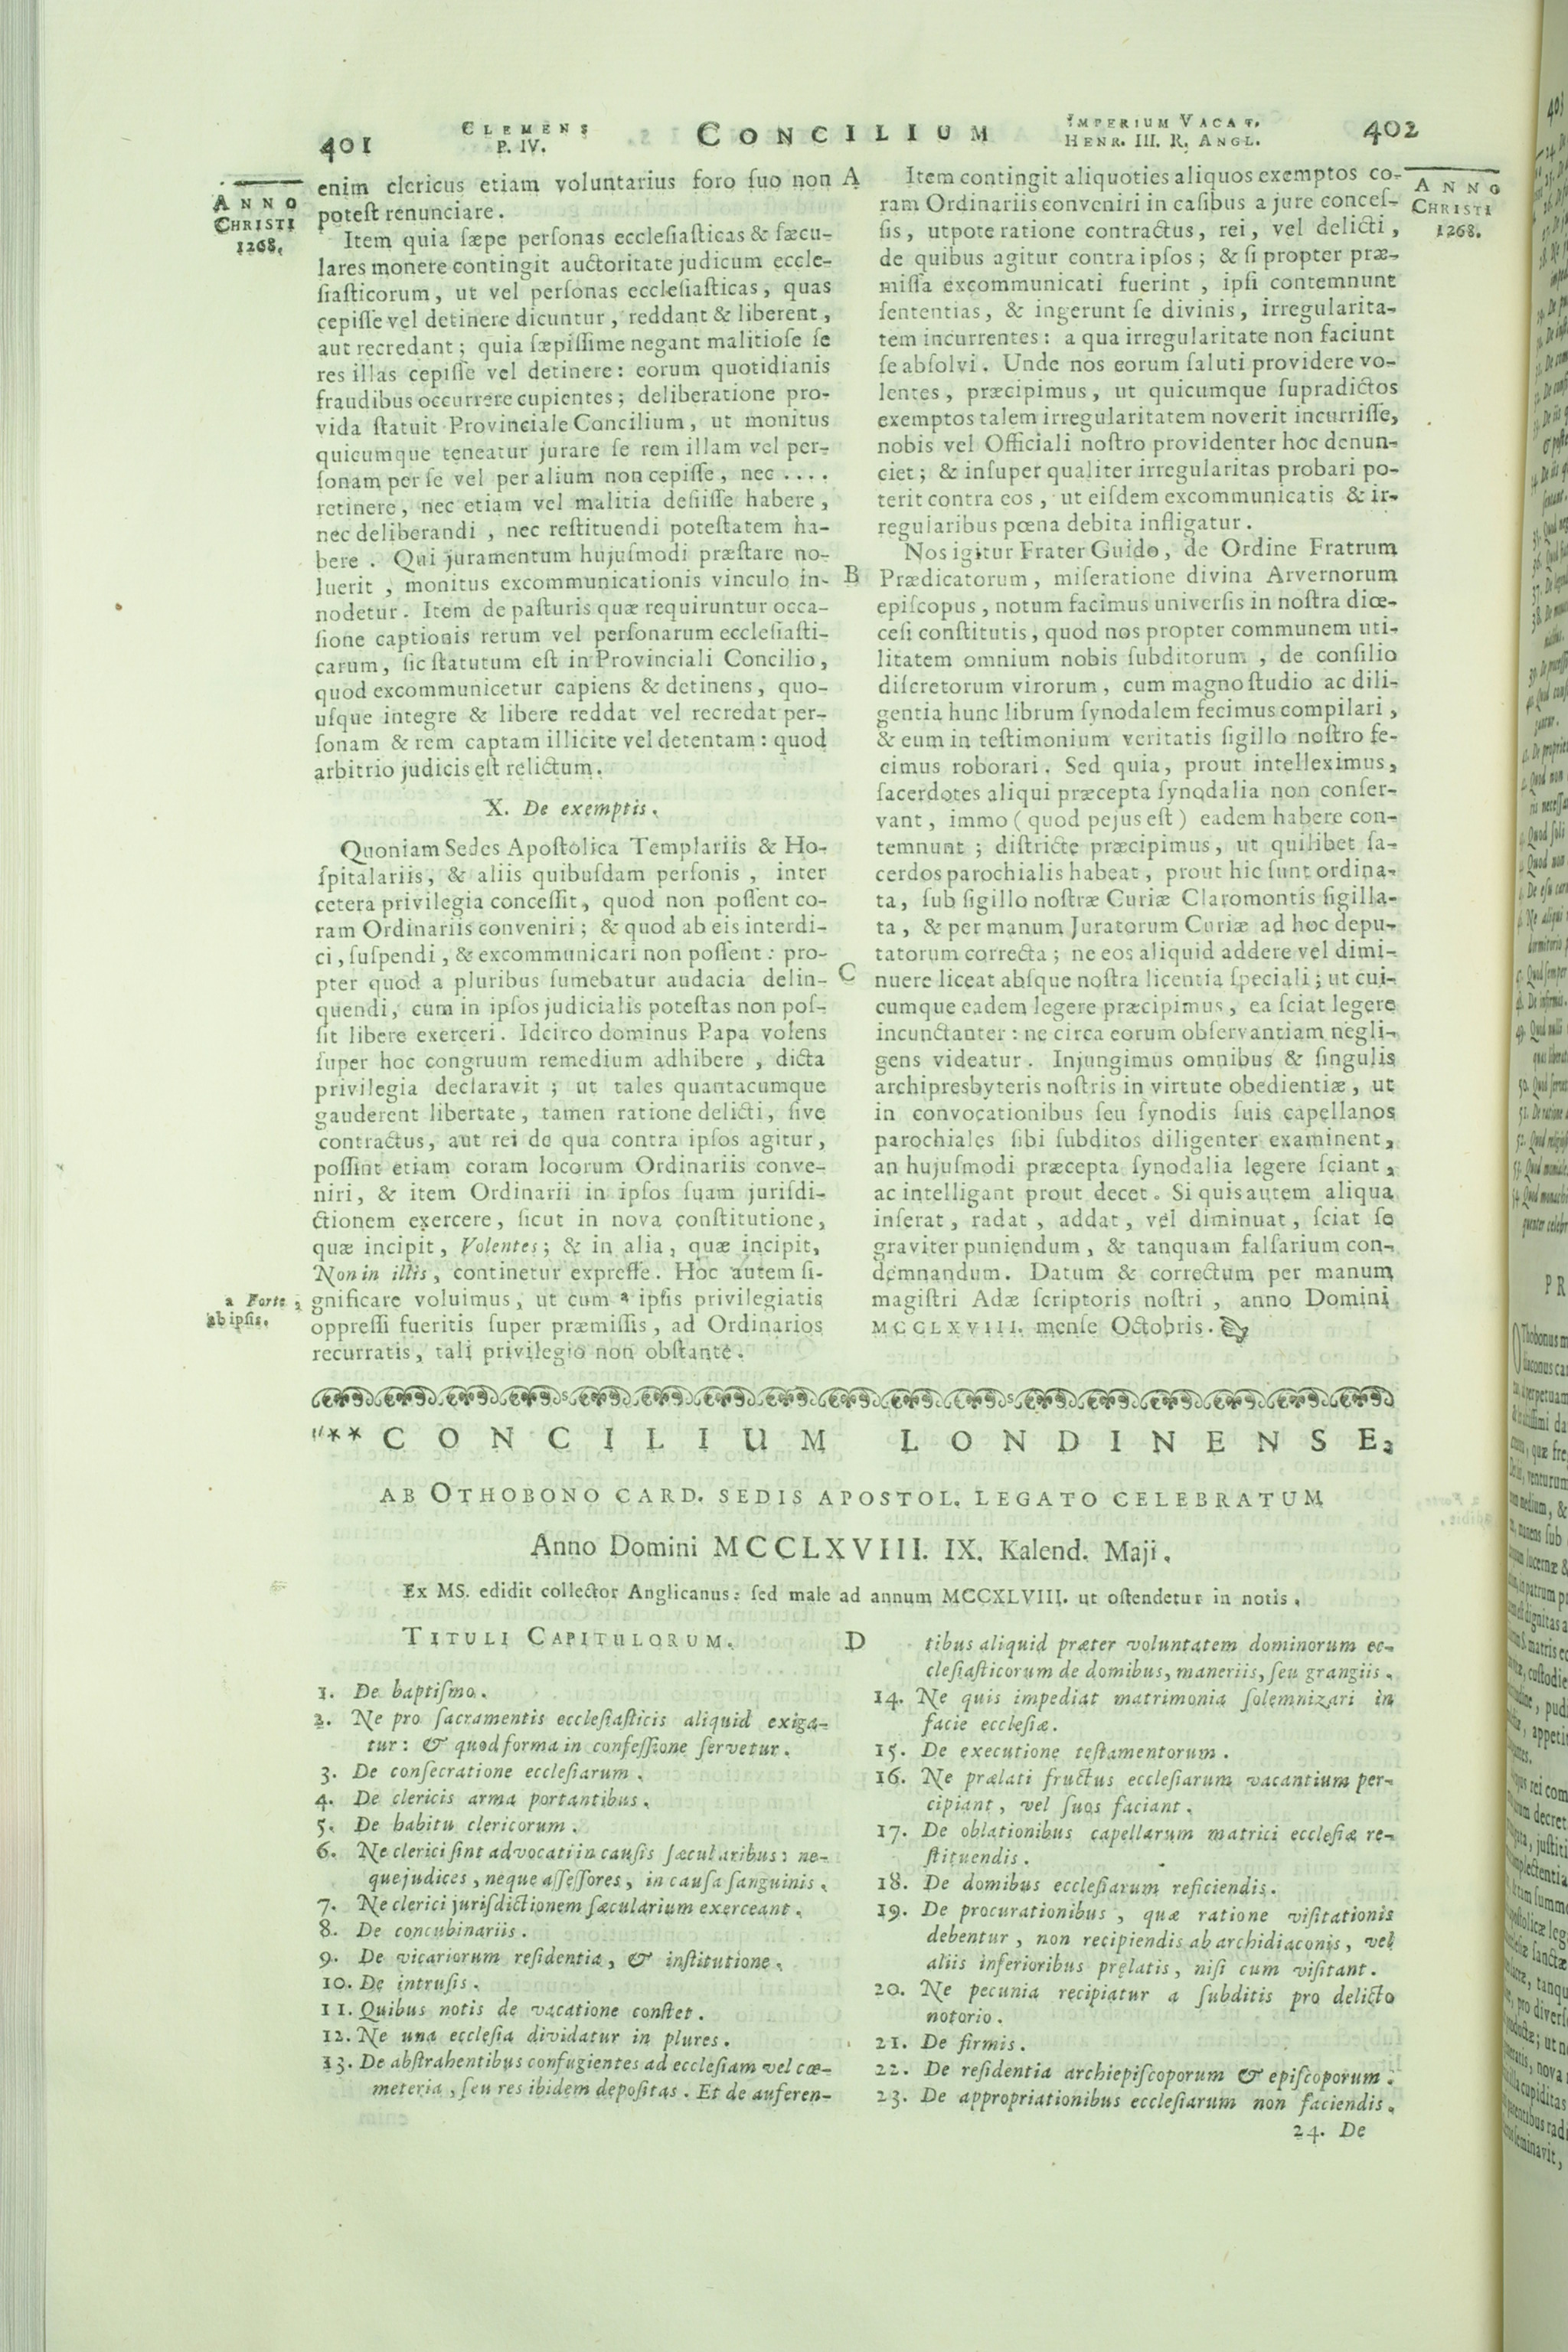 401
CLEMENS
P. IV.
CONCILIUM
IMPERIUM VACAT.
HENR. III. R. ANGL.
402
ANNO
CHRISTI
1268.
enim clericus etiam voluntarius foro ſuo non
poteſt renunciare.
Item quia ſæpe perſonas eccleſiaſticas & ſæcu-
lares monere contingit auctoritate judicum eccle-
ſiaſticorum, ut vel perſonas eccleſiaſticas, quas
cepiſſe vel detinere dicuntur, reddant & liberent,
aut recredant; quia ſæpiſſime negant malitioſe ſe
res illas cepiſſe vel detinere: eorum quotidianis
fraudibus occurrere cupientes; deliberatione pro-
vida ſtatuit Provinciale Concilium, ut monitus
quicumque teneatur jurare ſe rem illam vel per-
ſonam per ſe vel per alium non cepiſſe, nec ....
retinere, nec etiam vel malitia deſiiſſe habere,
nec deliberandi, nec reſtituendi poteſtatem ha-
bere. Qui juramentum hujuſmodi præſtare no-
luerit, monitus excommunicationis vinculo in-
nodetur. Item de paſturis quæ requiruntur occa-
ſione captionis rerum vel perſonarum eccleſiaſti-
carum, ſic ſtatutum eſt in Provinciali Concilio,
quod excommunicetur capiens & detinens, quo-
uſque integre & libere reddat vel recredat per-
ſonam & rem captam illicite vel detentam: quod
arbitrio judicis eſt relictum.
X. De exemptis.
Quoniam Sedes Apoſtolica Templariis & Ho-
ſpitalariis, & aliis quibuſdam perſonis, inter
cetera privilegia conceſſit, quod non poſſent co-
ram Ordinariis conveniri; & quod ab eis interdi-
ci, ſuſpendi, & excommunicari non poſſent: pro-
pter quod a pluribus ſumebatur audacia delin-
quendi, cum in ipſos judicialis poteſtas non poſ-
ſit libere exerceri. Idcirco dominus Papa volens
ſuper hoc congruum remedium adhibere, dicta
privilegia declaravit; ut tales quantacumque
gauderent libertate, tamen ratione delicti, ſive
contractus, aut rei de qua contra ipſos agitur,
poſſint etiam coram locorum Ordinariis conve-
niri, & item Ordinarii in ipſos ſuam juriſdi-
ctionem exercere, ſicut in nova conſtitutione,
quæ incipit, Volentes; & in alia, quæ incipit,
Non in illis, continetur expreſſe. Hoc autem ſi-
gnificare voluimus, ut cum a ipſis privilegiatis
oppreſſi fueritis ſuper præmiſſis, ad Ordinarios
recurratis, tali privilegio non obſtante.
a Forte,
ab ipſis.
A
B
C
Item contingit aliquoties aliquos exemptos co-
ram Ordinariis conveniri in caſibus a jure conceſ-
ſis, utpote ratione contractus, rei, vel delicti,
de quibus agitur contra ipſos; & ſi propter præ-
miſſa excommunicati fuerint, ipſi contemnunt
ſententias, & ingerunt ſe divinis, irregularita-
tem incurrentes: a qua irregularitate non faciunt
ſe abſolvi. Unde nos eorum ſaluti providere vo-
lentes, præcipimus, ut quicumque ſupradictos
exemptos talem irregularitatem noverit incurriſſe,
nobis vel Officiali noſtro providenter hoc denun-
ciet; & inſuper qualiter irregularitas probari po-
terit contra eos, ut eiſdem excommunicatis & ir-
regularibus pœna debita infligatur.
Nos igitur Frater Guido, de Ordine Fratrum
Prædicatorum, miſeratione divina Arvernorum
epiſcopus, notum facimus univerſis in noſtra diœ-
ceſi conſtitutis, quod nos propter communem uti-
litatem omnium nobis ſubditorum, de conſilio
diſcretorum virorum, cum magno ſtudio ac dili-
gentia hunc librum ſynodalem fecimus compilari,
& eum in teſtimonium veritatis ſigillo noſtro fe-
cimus roborari. Sed quia, prout intelleximus,
ſacerdotes aliqui præcepta ſynodalia non conſer-
vant, immo (quod pejus eſt) eadem habere con-
temnunt; diſtricte præcipimus, ut quilibet ſa-
cerdos parochialis habeat, prout hic ſunt ordina-
ta, ſub ſigillo noſtræ Curiæ Claromontis ſigilla-
ta, & per manum Juratorum Curiæ ad hoc depu-
tatorum correcta; ne eos aliquid addere vel dimi-
nuere liceat abſque noſtra licentia ſpeciali; ut cui-
cumque eadem legere præcipimus, ea ſciat legere
incunctanter: ne circa eorum obſervantiam negli-
gens videatur. Injungimus omnibus & ſingulis
archipresbyteris noſtris in virtute obedientiæ, ut
in convocationibus ſeu ſynodis ſuis capellanos
parochiales ſibi ſubditos diligenter examinent,
an hujuſmodi præcepta ſynodalia legere ſciant,
ac intelligant prout decet. Si quis autem aliqua
inſerat, radat, addat, vel diminuat, ſciat ſe
graviter puniendum, & tanquam falſarium con-
demnandum. Datum & correctum per manum
magiſtri Adæ ſcriptoris noſtri, anno Domini
MCCLXVIII. menſe Octobris.
ANNO
CHRISTI
1268.
** CONCILIUM LONDINENSE,
AB OTHOBONO CARD. SEDIS APOSTOL. LEGATO CELEBRATUM
Anno Domini MCCLXVIII. IX. Kalend. Maji.
Ex MS. edidit collector Anglicanus: ſed male ad annum MCCXLVIII. ut oſtendetur in notis.
TITULI CAPITULORUM.
D
1. De baptiſmo.
2. Ne pro ſacramentis eccleſiaſticis aliquid exiga-
tur: & quod forma in confeſſione ſervetur.
3. De conſecratione eccleſiarum.
4. De clericis arma portantibus.
5. De habitu clericorum.
6. Ne clerici ſint advocati in cauſis ſæcularibus: ne-
que judices, neque aſſeſſores, in cauſa ſanguinis.
7. Ne clerici jurisdictionem ſæcularium exerceant.
8. De concubinariis.
9. De vicariorum reſidentia, & inſtitutione.
10. De intruſis.
11. Quibus notis de vacatione conſtet.
12. Ne una eccleſia dividatur in plures.
13. De abſtrahentibus confugientes ad eccleſiam vel cœ-
meteria, ſeu res ibidem depoſitas. Et de auferen-
tibus aliquid præter voluntatem dominorum ec-
cleſiaſticorum de domibus, maneriis, ſeu grangiis.
14. Ne quis impediat matrimonia ſolemnizari in
facie eccleſiæ.
15. De executione teſtamentorum.
16. Ne prælati fructus eccleſiarum vacantium per-
cipiant, vel ſuos faciant.
17. De oblationibus capellarum matrici eccleſiæ re-
ſtituendis.
18. De domibus eccleſiarum reficiendis.
19. De procurationibus, quæ ratione viſitationis
debentur, non recipiendis ab archidiaconis, vel
aliis inferioribus prelatis, niſi cum viſitant.
20. Ne pecunia recipiatur a ſubditis pro delicto
notorio.
21. De firmis.
22. De reſidentia archiepiſcoporum & epiſcoporum.
23. De appropriationibus eccleſiarum non faciendis.
24. De